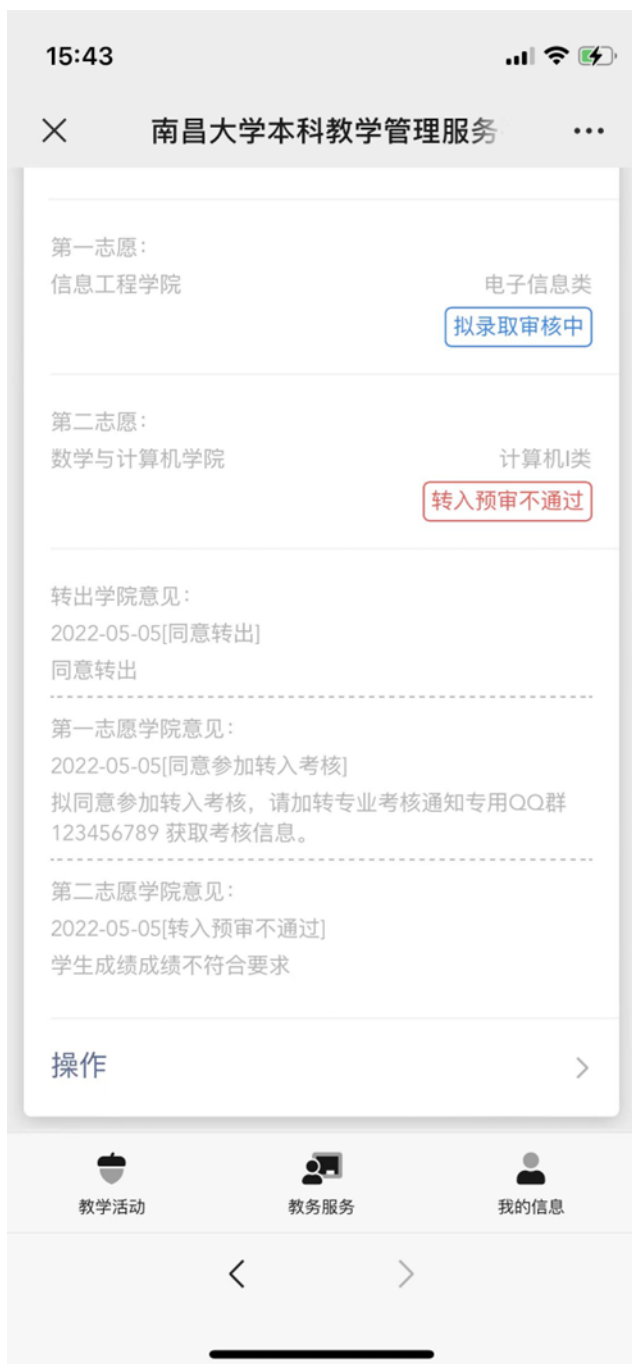 15:43
南昌大学本科教学管理服务
第一志愿:
信息工程学院 电子信息类
拟录取审核中
第二志愿:
数学与计算机学院 计算机I类
转入预审不通过
转出学院意见:
2022-05-05[同意转出]
同意转出
第一志愿学院意见:
2022-05-05[同意参加转入考核]
拟同意参加转入考核，请加转专业考核通知专用QQ群
123456789 获取考核信息。
第二志愿学院意见:
2022-05-05[转入预审不通过]
学生成绩成绩不符合要求
操作
教学活动 教务服务 我的信息